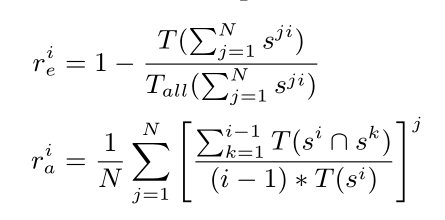 r_e^i = 1 - \frac{T(\sum_{j=1}^{N} s^{ji})}{T_{all}(\sum_{j=1}^{N} s^{ji})}
r_a^i = \frac{1}{N} \sum_{j=1}^{N} \left[ \frac{\sum_{k=1}^{i-1} T(s^i \cap s^k)}{(i-1) * T(s^i)} \right]^j